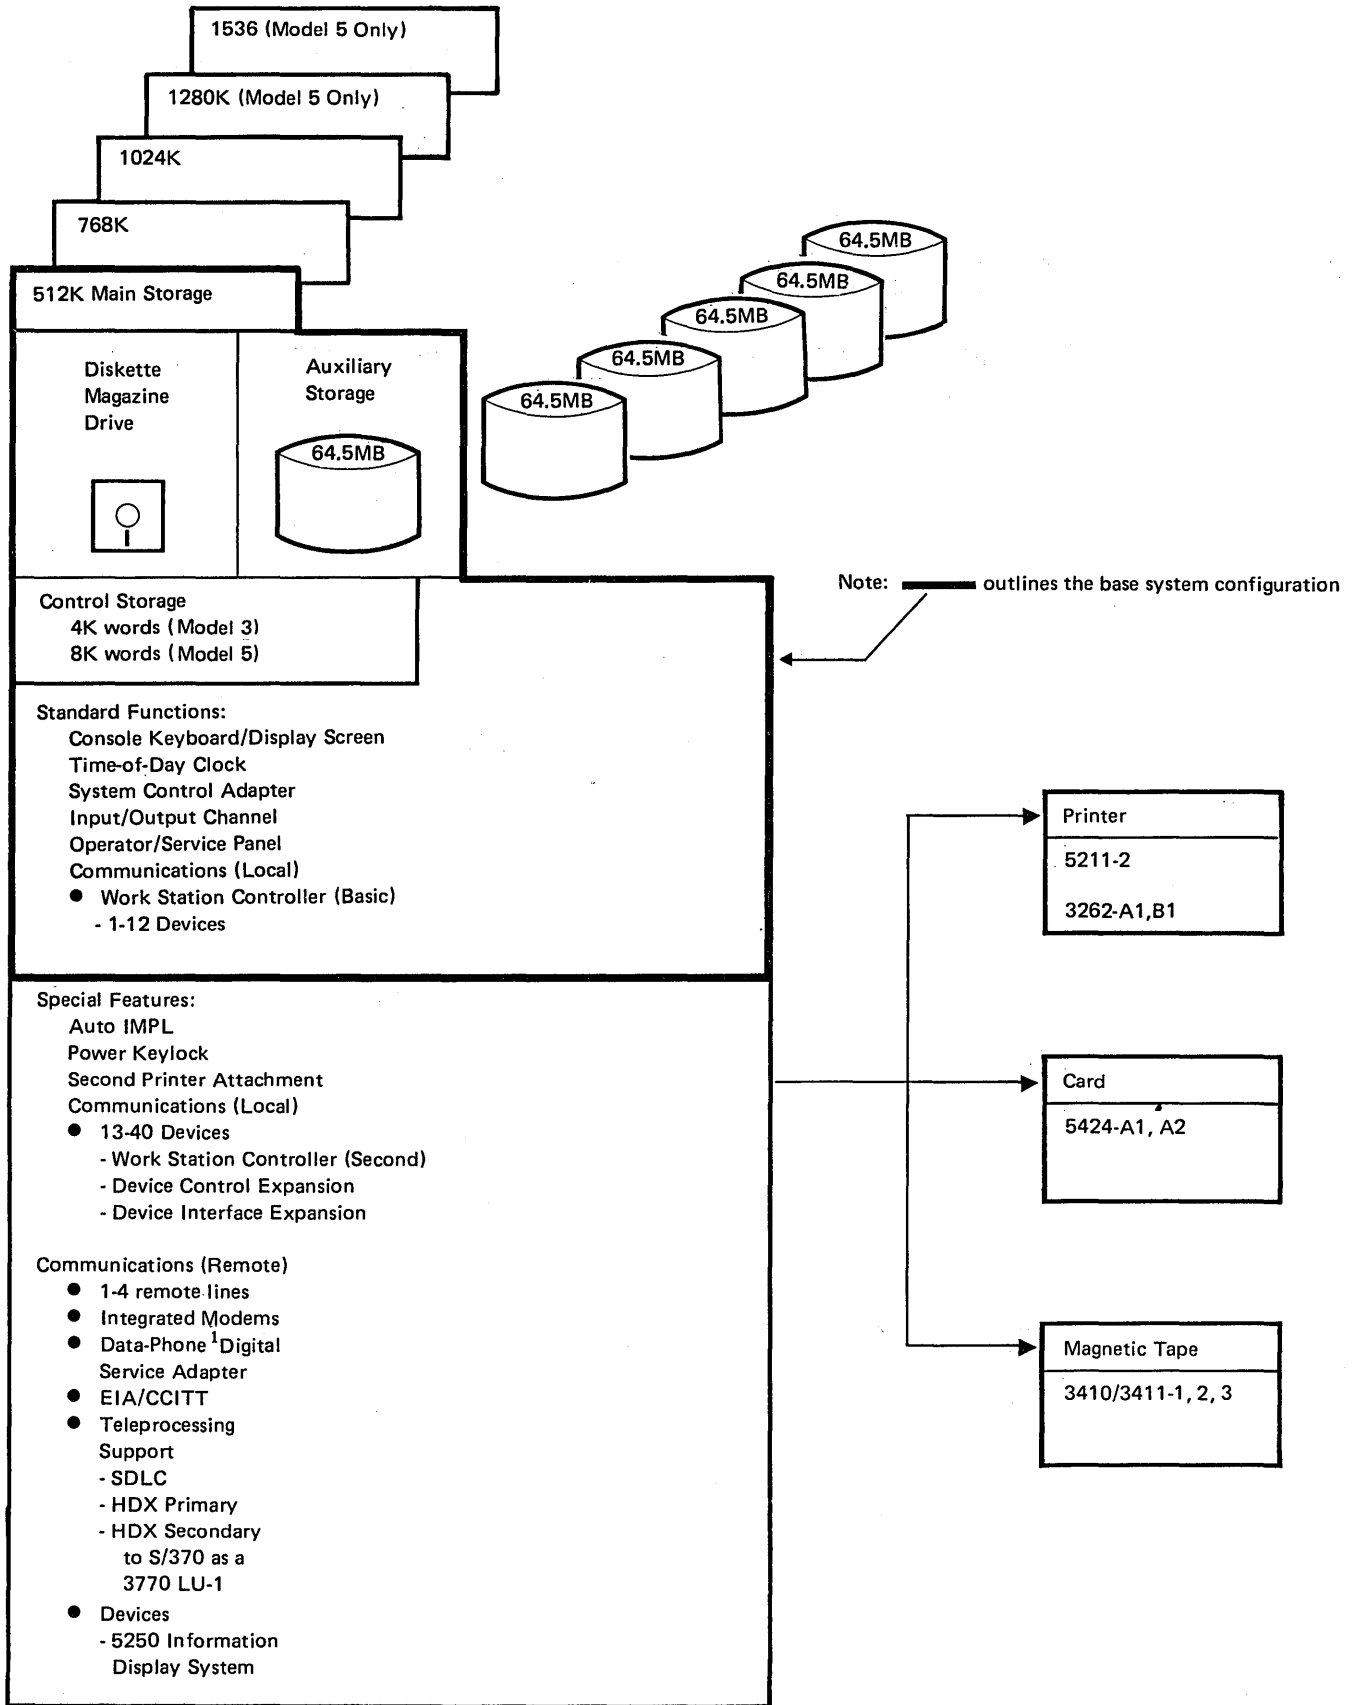 1536 (Model 5 Only)
1280K (Model 5 Only)
1024K
768K
512K Main Storage
Diskette
Magazine
Drive
Auxiliary
Storage
64.5MB
64.5MB
64.5MB
64.5MB
64.5MB
64.5MB
Note: outlines the base system configuration
Control Storage
4K words (Model 3)
8K words (Model 5)
Standard Functions:
Console Keyboard/Display Screen
Time-of-Day Clock
System Control Adapter
Input/Output Channel
Operator/Service Panel
Communications (Local)
● Work Station Controller (Basic)
- 1-12 Devices
Special Features:
Auto IMPL
Power Keylock
Second Printer Attachment
Communications (Local)
● 13-40 Devices
- Work Station Controller (Second)
- Device Control Expansion
- Device Interface Expansion
Communications (Remote)
● 1-4 remote lines
● Integrated Modems
● Data-Phone¹Digital
Service Adapter
● EIA/CCITT
● Teleprocessing
Support
- SDLC
- HDX Primary
- HDX Secondary
to S/370 as a
3770 LU-1
● Devices
- 5250 Information
Display System
Printer
5211-2
3262-A1,B1
Card
5424-A1, A2
Magnetic Tape
3410/3411-1, 2, 3